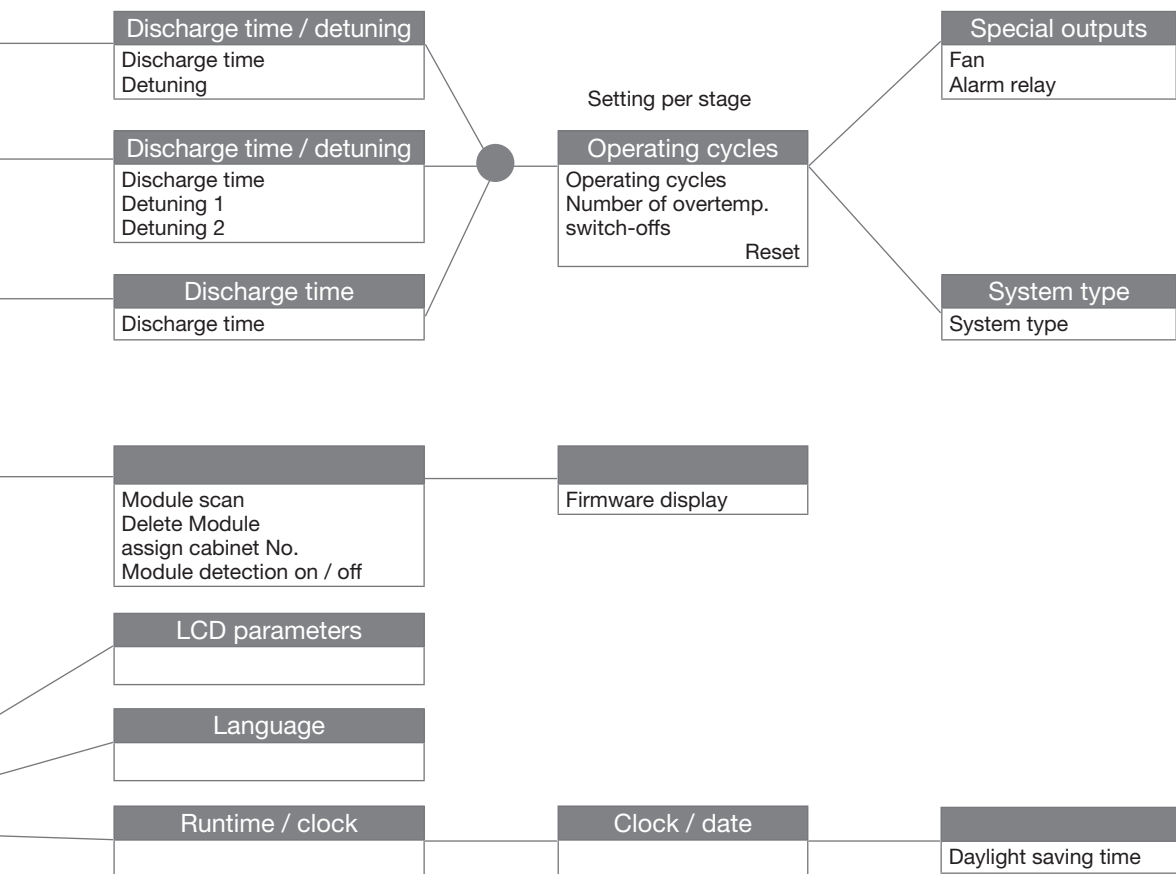 Discharge time / detuning
Discharge time
Detuning
Discharge time / detuning
Discharge time
Detuning 1
Detuning 2
Discharge time
Discharge time
Setting per stage
Operating cycles
Operating cycles
Number of overtemp.
switch-offs
Reset
Special outputs
Fan
Alarm relay
System type
System type
Module scan
Delete Module
assign cabinet No.
Module detection on / off
Firmware display
LCD parameters
Language
Runtime / clock
Clock / date
Daylight saving time